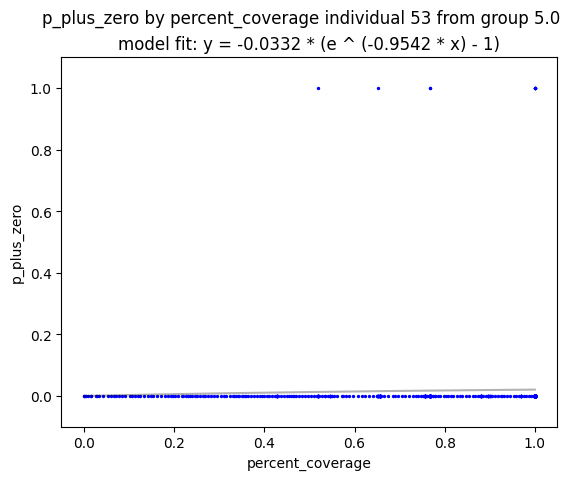 p_plus_zero by percent_coverage individual 53 from group 5.0
model fit: y = -0.0332 * (e ^ (-0.9542 * x) - 1)
1.0
0.8
0.6
0.4
0.2
0.0
p_plus_zero
0.0 0.2 0.4 0.6 0.8 1.0
percent_coverage